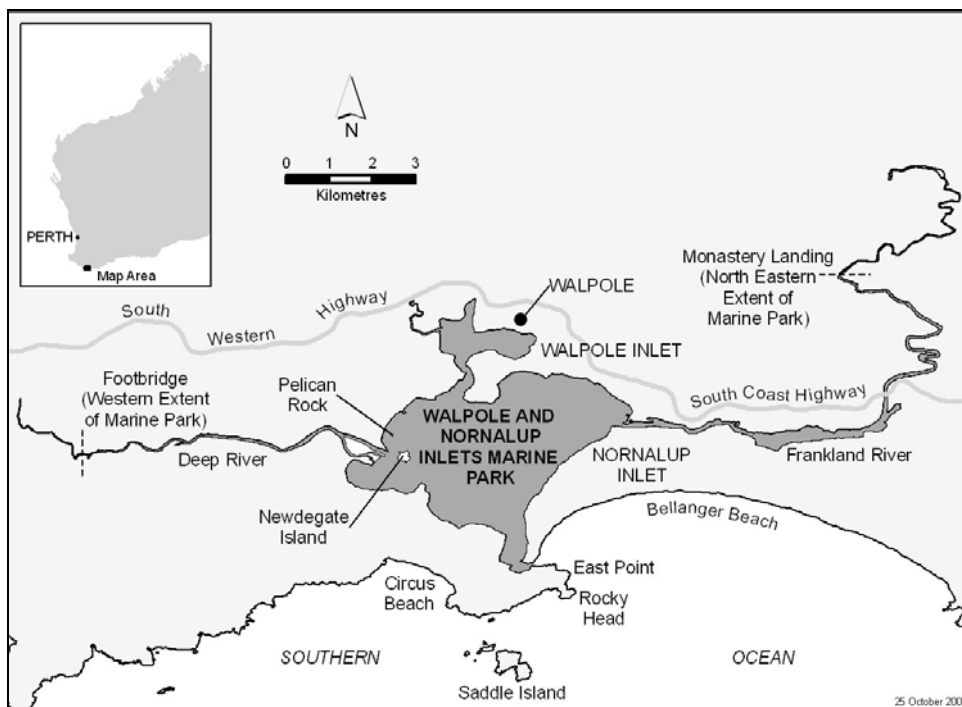 PERTH
Map Area
N
0 1 2 3
Kilometres
South
Western
Highway
WALPOLE
WALPOLE INLET
Monastery Landing
(North Eastern
Extent of
Marine Park)
South Coast Highway
Footbridge
(Western Extent
of Marine Park)
Pelican
Rock
WALPOLE AND
NORNALUP
INLETS MARINE
PARK
Deep River
Newdegate
Island
NORNALUP
INLET
Frankland River
Bellanger Beach
East Point
Rocky
Head
Circus
Beach
SOUTHERN
OCEAN
Saddle Island
25 October